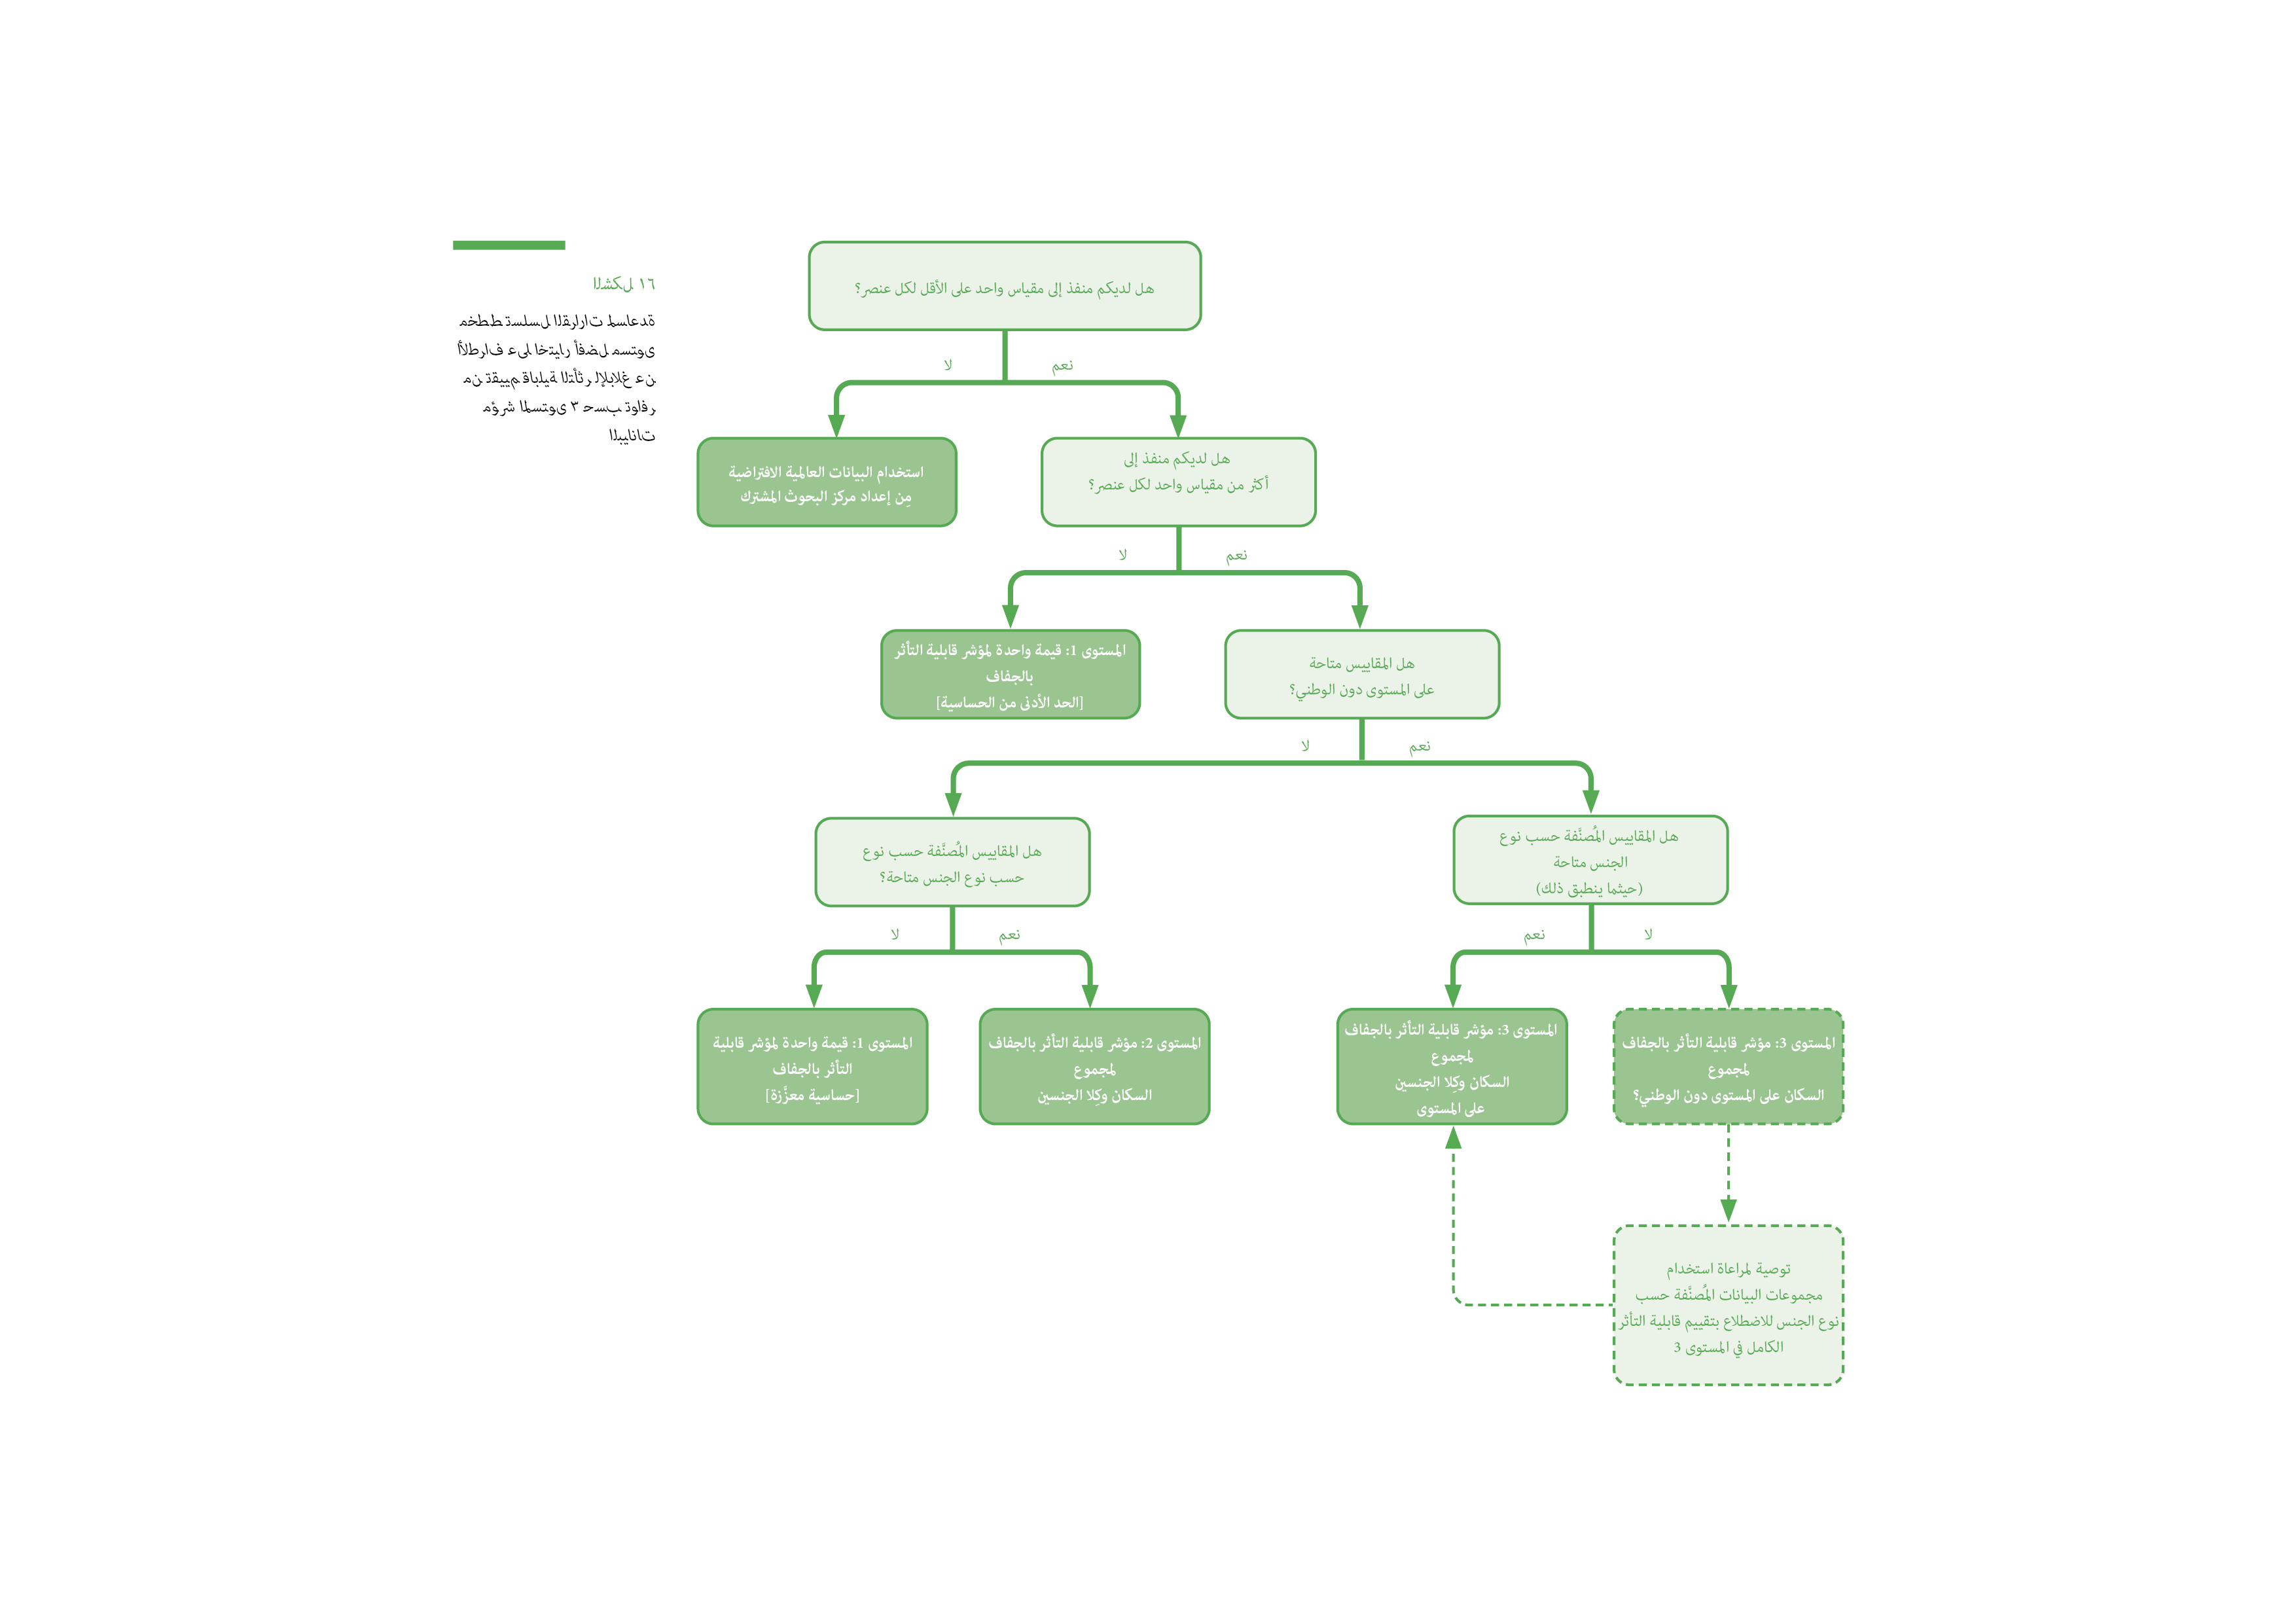 الشكل ١٦
مخطط تسلسل القرارات لمساعدة
الأطراف على اختيار أفضل مستوى
من تقييم قابلية التأثر للإبلاغ عن
مؤشر المستوى ٣ حسب توافر
البيانات
هل لديكم منفذ إلى مقياس واحد على الأقل لكل عنصر؟
نعم
لا
هل لديكم منفذ إلى
أكثر من مقياس واحد لكل عنصر؟
استخدام البيانات العالمية الافتراضية
مِن إعداد مركز البحوث المشترك
نعم
لا
هل المقاييس متاحة
على المستوى دون الوطني؟
المستوى 1: قيمة واحدة لمؤشر قابلية التأثر
بالجفاف
[الحد الأدنى من الحساسية]
نعم
لا
هل المقاييس المُصنَّفة حسب نوع
الجنس متاحة
(حيثما ينطبق ذلك)
هل المقاييس المُصنَّفة حسب نوع
حسب نوع الجنس متاحة؟
لا
نعم
نعم
لا
المستوى 3: مؤشر قابلية التأثر بالجفاف
لمجموع
السكان على المستوى دون الوطني؟
المستوى 3: مؤشر قابلية التأثر بالجفاف
لمجموع
السكان وكِلا الجنسين
على المستوى
المستوى 2: مؤشر قابلية التأثر بالجفاف
لمجموع
السكان وكِلا الجنسين
المستوى 1: قيمة واحدة لمؤشر قابلية
التأثر بالجفاف
[حساسية معزَّزة]
توصية لمراعاة استخدام
مجموعات البيانات المُصنَّفة حسب
نوع الجنس للاضطلاع بتقييم قابلية التأثر
الكامل في المستوى 3